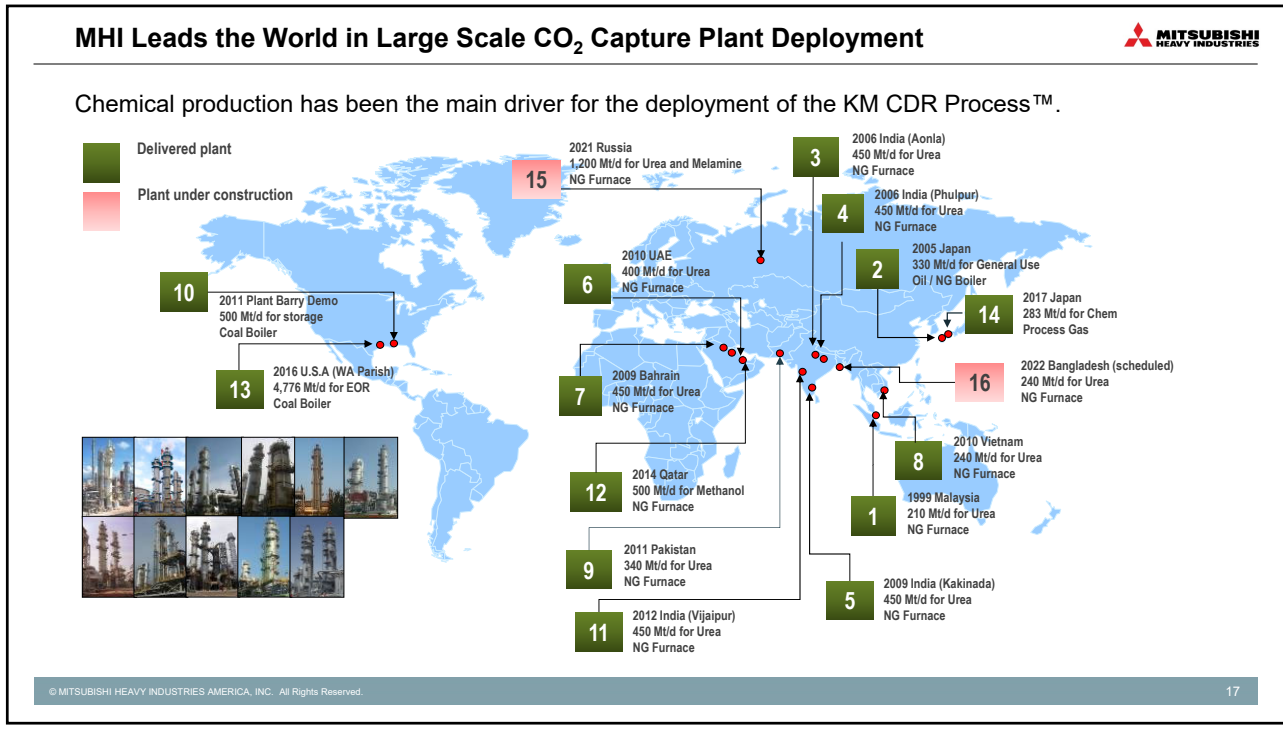 MHI Leads the World in Large Scale CO₂ Capture Plant Deployment
MITSUBISHI
HEAVY INDUSTRIES
Chemical production has been the main driver for the deployment of the KM CDR Process™.
Delivered plant
Plant under construction
15
2021 Russia
1,200 Mt/d for Urea and Melamine
NG Furnace
3
2006 India (Aonla)
450 Mt/d for Urea
NG Furnace
4
2006 India (Phulpur)
450 Mt/d for Urea
NG Furnace
2
2005 Japan
330 Mt/d for General Use
Oil / NG Boiler
6
2010 UAE
400 Mt/d for Urea
NG Furnace
10
2011 Plant Barry Demo
500 Mt/d for storage
Coal Boiler
14
2017 Japan
283 Mt/d for Chem
Process Gas
13
2016 U.S.A (WA Parish)
4,776 Mt/d for EOR
Coal Boiler
7
2009 Bahrain
450 Mt/d for Urea
NG Furnace
16
2022 Bangladesh (scheduled)
240 Mt/d for Urea
NG Furnace
8
2010 Vietnam
240 Mt/d for Urea
NG Furnace
12
2014 Qatar
500 Mt/d for Methanol
NG Furnace
1
1999 Malaysia
210 Mt/d for Urea
NG Furnace
9
2011 Pakistan
340 Mt/d for Urea
NG Furnace
5
2009 India (Kakinada)
450 Mt/d for Urea
NG Furnace
11
2012 India (Vijaipur)
450 Mt/d for Urea
NG Furnace
© MITSUBISHI HEAVY INDUSTRIES AMERICA, INC. All Rights Reserved.
17